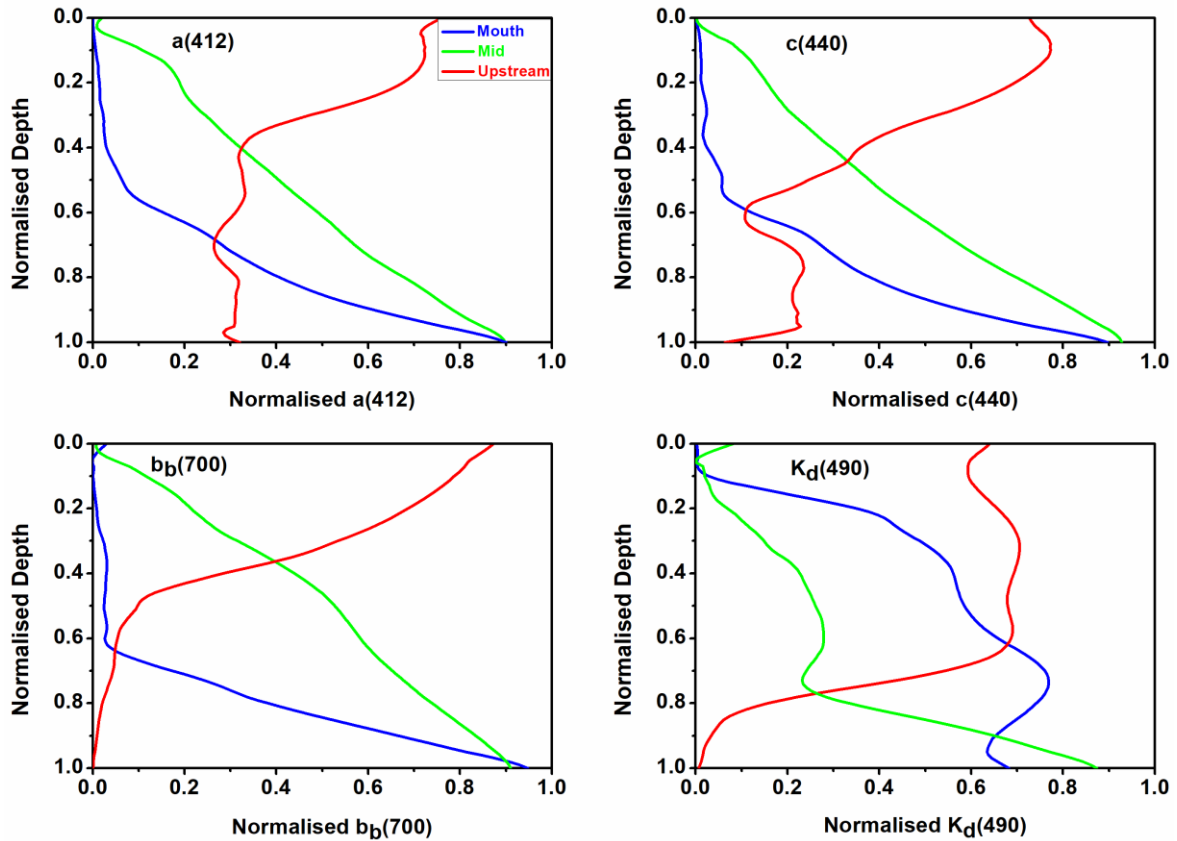 a(412)
Mouth
Mid
Upstream
Normalised Depth
0.0
0.2
0.4
0.6
0.8
1.0
0.0 0.2 0.4 0.6 0.8 1.0
Normalised a(412)
c(440)
Normalised Depth
0.0
0.2
0.4
0.6
0.8
1.0
0.0 0.2 0.4 0.6 0.8 1.0
Normalised c(440)
bb(700)
Normalised Depth
0.0
0.2
0.4
0.6
0.8
1.0
0.0 0.2 0.4 0.6 0.8 1.0
Normalised bb(700)
Kd(490)
Normalised Depth
0.0
0.2
0.4
0.6
0.8
1.0
0.0 0.2 0.4 0.6 0.8 1.0
Normalised Kd(490)